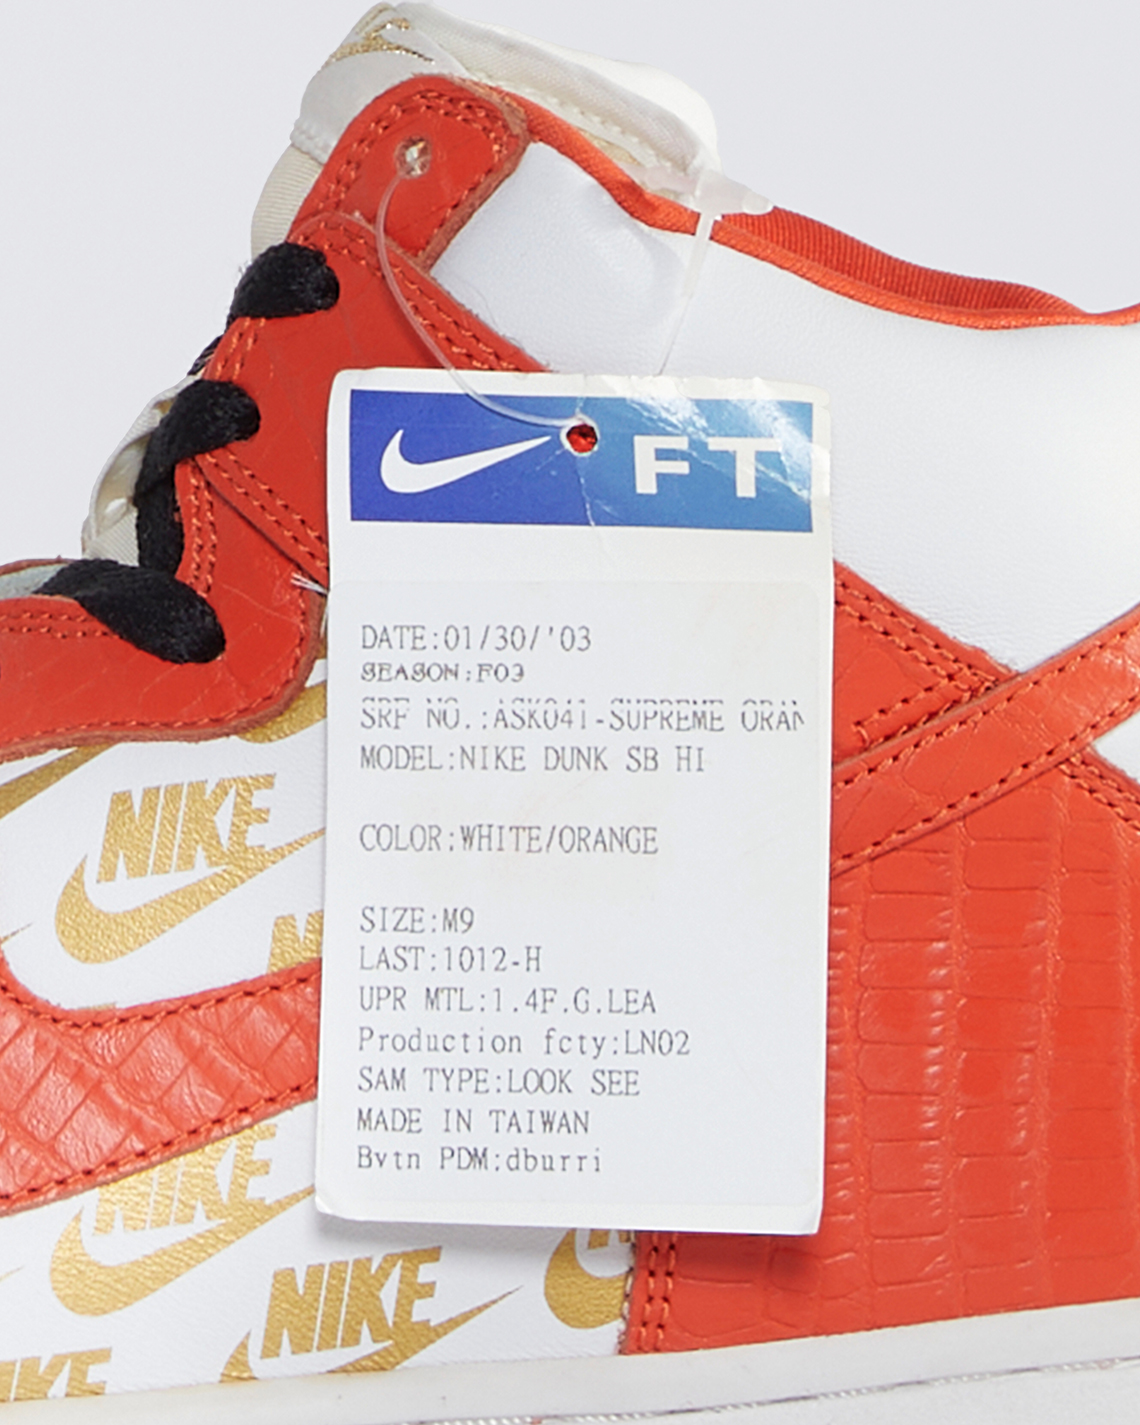 FT
DATE:01/30/'03
SEASON:F03
SRF NO.:ASK041-SUPREME ORAN
MODEL:NIKE DUNK SB HI
COLOR:WHITE/ORANGE
SIZE:M9
LAST:1012-H
UPR MTL:1.4F.G.LEA
Production fcty:LN02
SAM TYPE:LOOK SEE
MADE IN TAIWAN
Bvtn PDM:dburri
NIKE
NIKE
NIKE